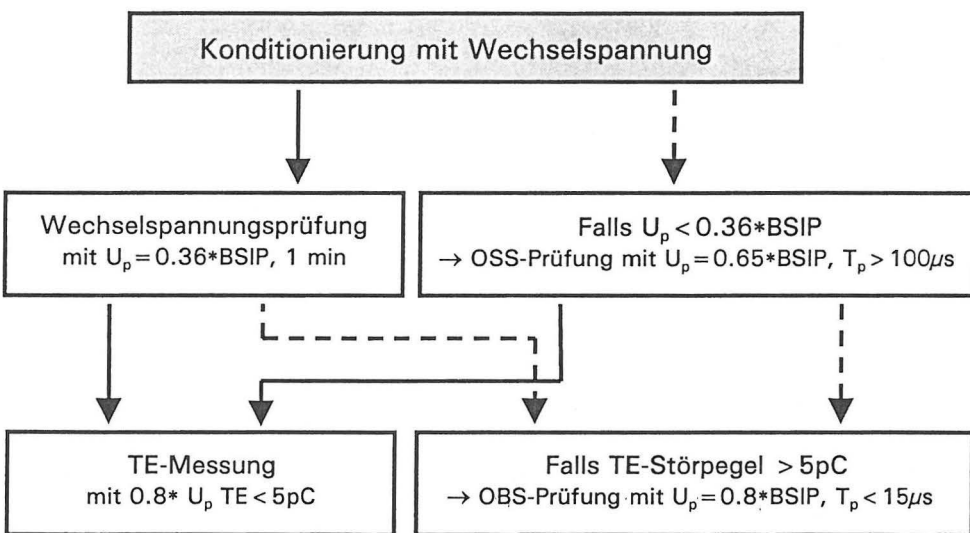 Konditionierung mit Wechselspannung
Wechselspannungsprüfung
mit Up=0.36*BSIP, 1 min
Falls Up<0.36*BSIP
→ OSS-Prüfung mit Up=0.65*BSIP, Tp>100µs
TE-Messung
mit 0.8* Up TE<5pC
Falls TE-Störpegel >5pC
→ OBS-Prüfung mit Up=0.8*BSIP, Tp<15µs